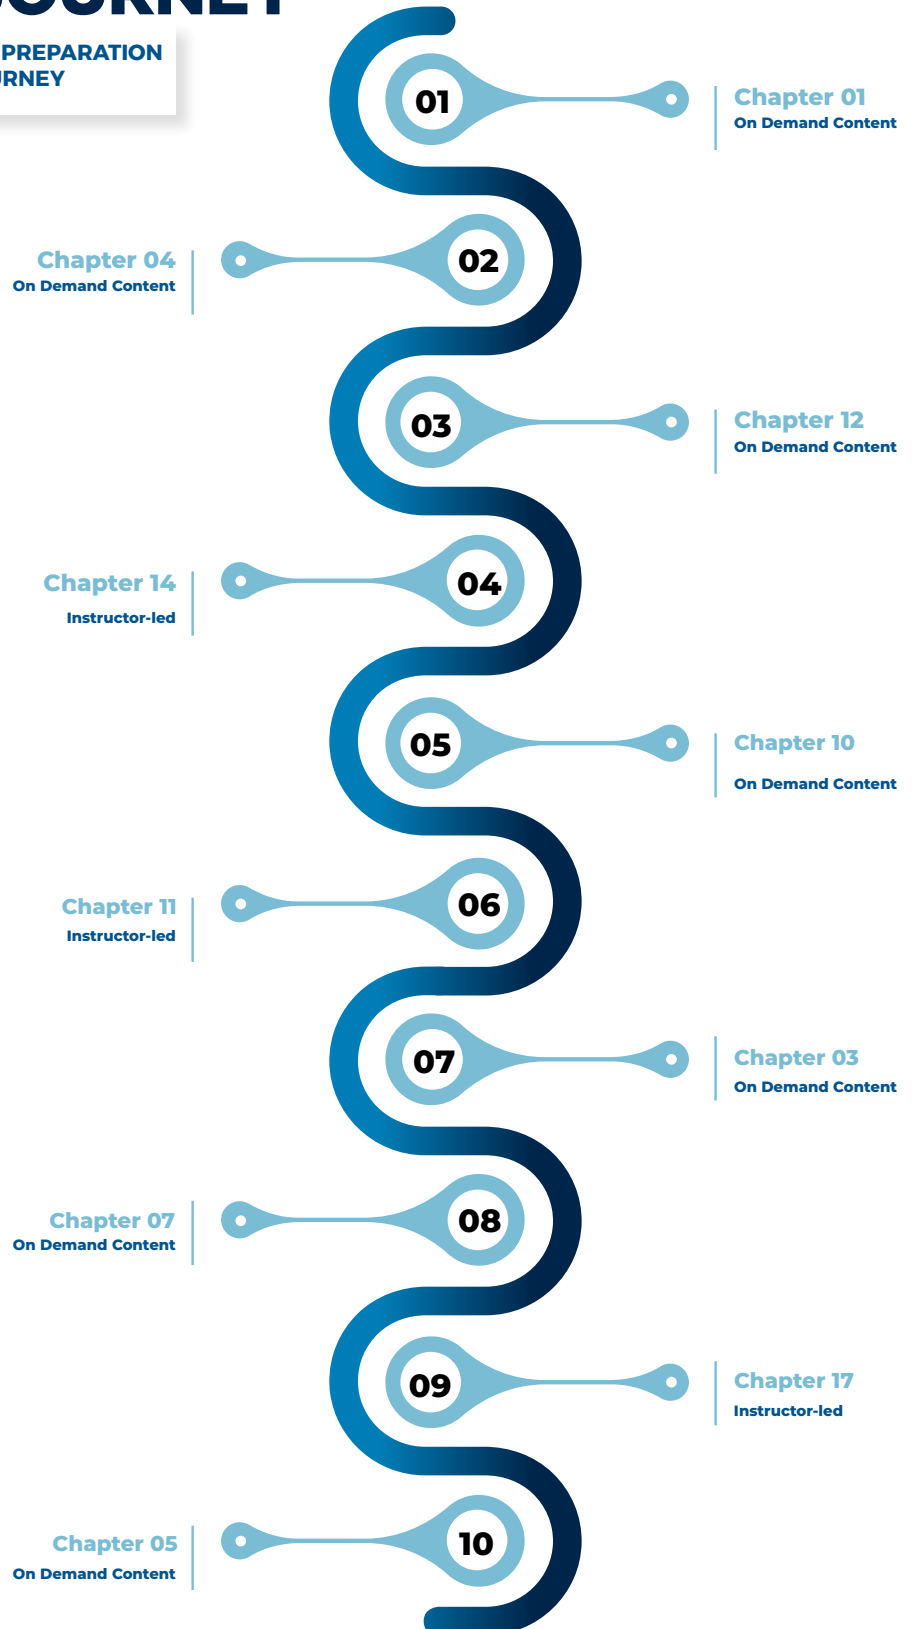 JOURNEY
PREPARATION
URNEY
01
Chapter 01
On Demand Content
Chapter 04
On Demand Content
02
03
Chapter 12
On Demand Content
Chapter 14
Instructor-led
04
05
Chapter 10
On Demand Content
Chapter 11
Instructor-led
06
07
Chapter 03
On Demand Content
Chapter 07
On Demand Content
08
09
Chapter 17
Instructor-led
Chapter 05
On Demand Content
10